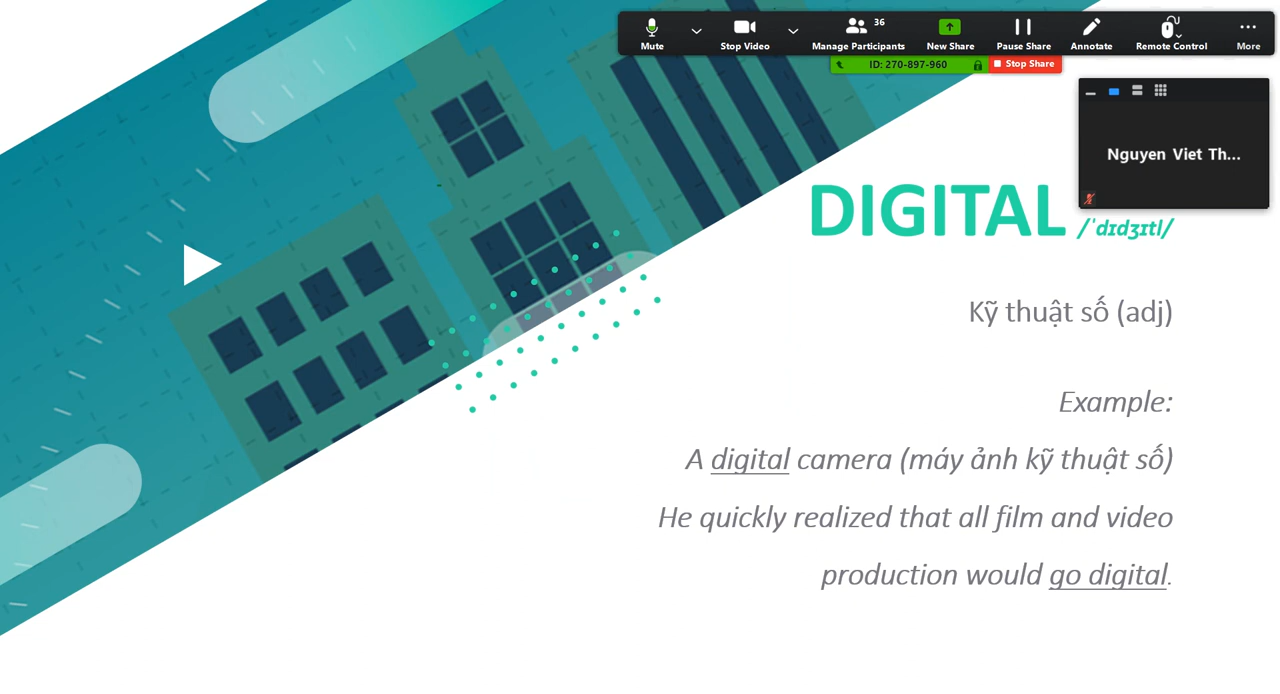 Mute
Stop Video
Manage Participants
36
New Share
Pause Share
Annotate
Remote Control
More
ID: 270-897-960
Stop Share
Nguyen Viet Th...
DIGITAL /ˈdɪdʒɪtl/
Kỹ thuật số (adj)
Example:
A digital camera (máy ảnh kỹ thuật số)
He quickly realized that all film and video
production would go digital.